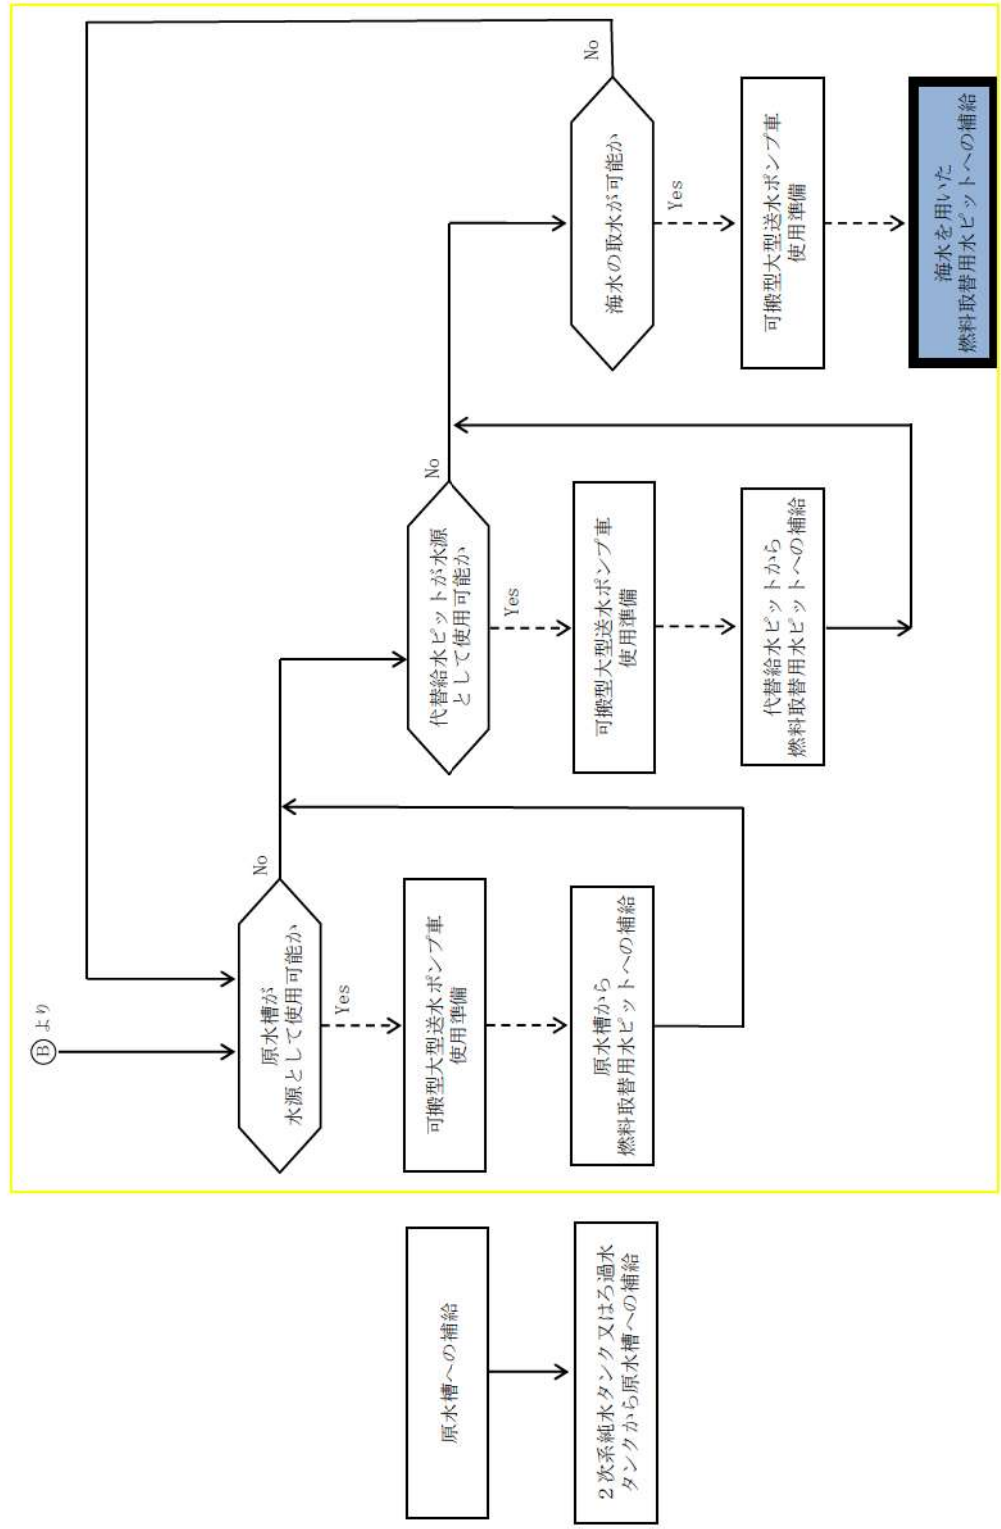 Ⓑより
原水槽が
水源として使用可能か
No
Yes
可搬型大型送水ポンプ車
使用準備
原水槽から
燃料取替用水ピットへの補給
代替給水ピットが水源
として使用可能か
No
Yes
可搬型大型送水ポンプ車
使用準備
代替給水ピットから
燃料取替用水ピットへの補給
海水の取水が可能か
No
Yes
可搬型大型送水ポンプ車
使用準備
海水を用いた
燃料取替用水ピットへの補給
原水槽への補給
２次系純水タンク又はろ過水
タンクから原水槽への補給